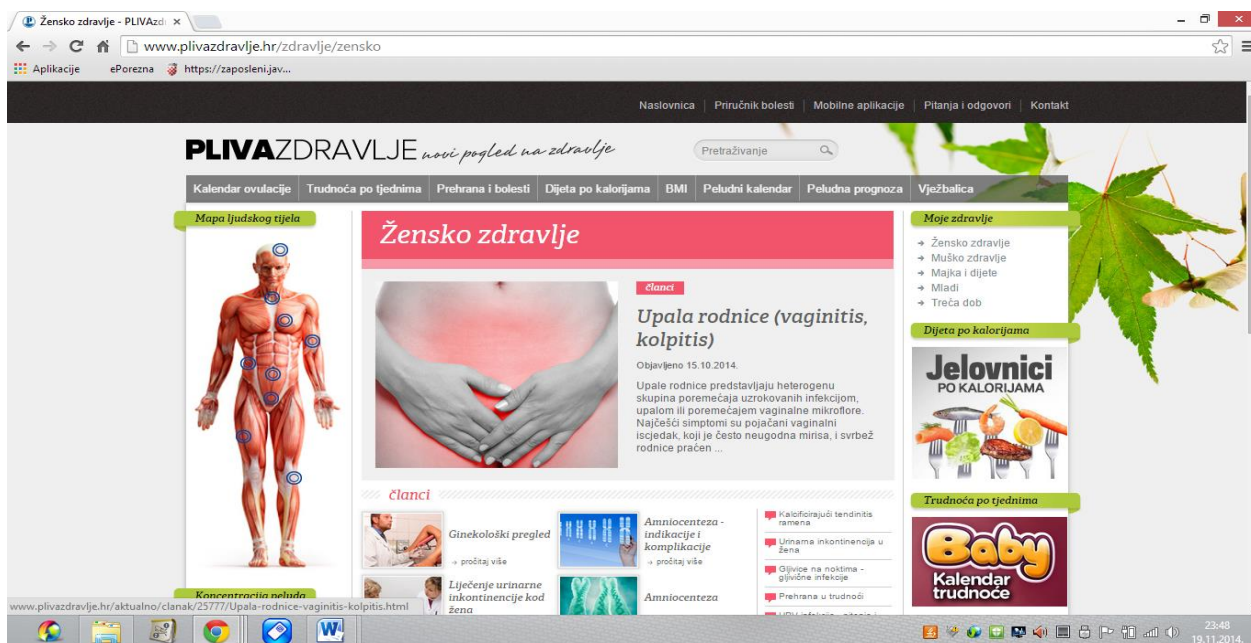 Žensko zdravlje - PLIVAzd
www.plivazdravlje.hr/zdravlje/zensko
Aplikacije ePorezna https://zaposleni.jav...
Naslovnica Priručnik bolesti Mobilne aplikacije Pitanja i odgovori Kontakt
PLIVAZDRAVLJE novi pogled na zdravlje
Pretraživanje
Kalendar ovulacije Trudnoća po tjednima Prehrana i bolesti Dijeta po kalorijama BMI Peludni kalendar Peludna prognoza Vježbalica
Mapa ljudskog tijela
Žensko zdravlje
članci
Upala rodnice (vaginitis,
kolpitis)
Objavljeno 15.10.2014.
Upale rodnice predstavljaju heterogenu
skupina poremećaja uzrokovanih infekcijom,
upalom ili poremećajem vaginalne mikroflore.
Najčešći simptomi su pojačani vaginalni
iscjedak, koji je često neugodna mirisa, i svrbež
rodnice praćen ...
članci
Ginekološki pregled
pročitaj više
Liječenje urinarne
inkontinencije kod
žena
Amniocenteza -
indikacije i
komplikacije
pročitaj više
Amniocenteza
Kalcificirajući tendinitis
ramena
Urinarna inkontinencija u
žena
Gljivice na noktima -
gljivične infekcije
Prehrana u trudnoći
Moje zdravlje
Žensko zdravlje
Muško zdravlje
Majka i dijete
Mladi
Treća dob
Dijeta po kalorijama
Jelovnici
PO KALORIJAMA
Trudnoća po tjednima
Baby
Kalendar
trudnoće
Koncentracija peluda
www.plivazdravlje.hr/aktualno/clanak/25777/Upala-rodnice-vaginitis-kolpitis.html
23:48
19.11.2014